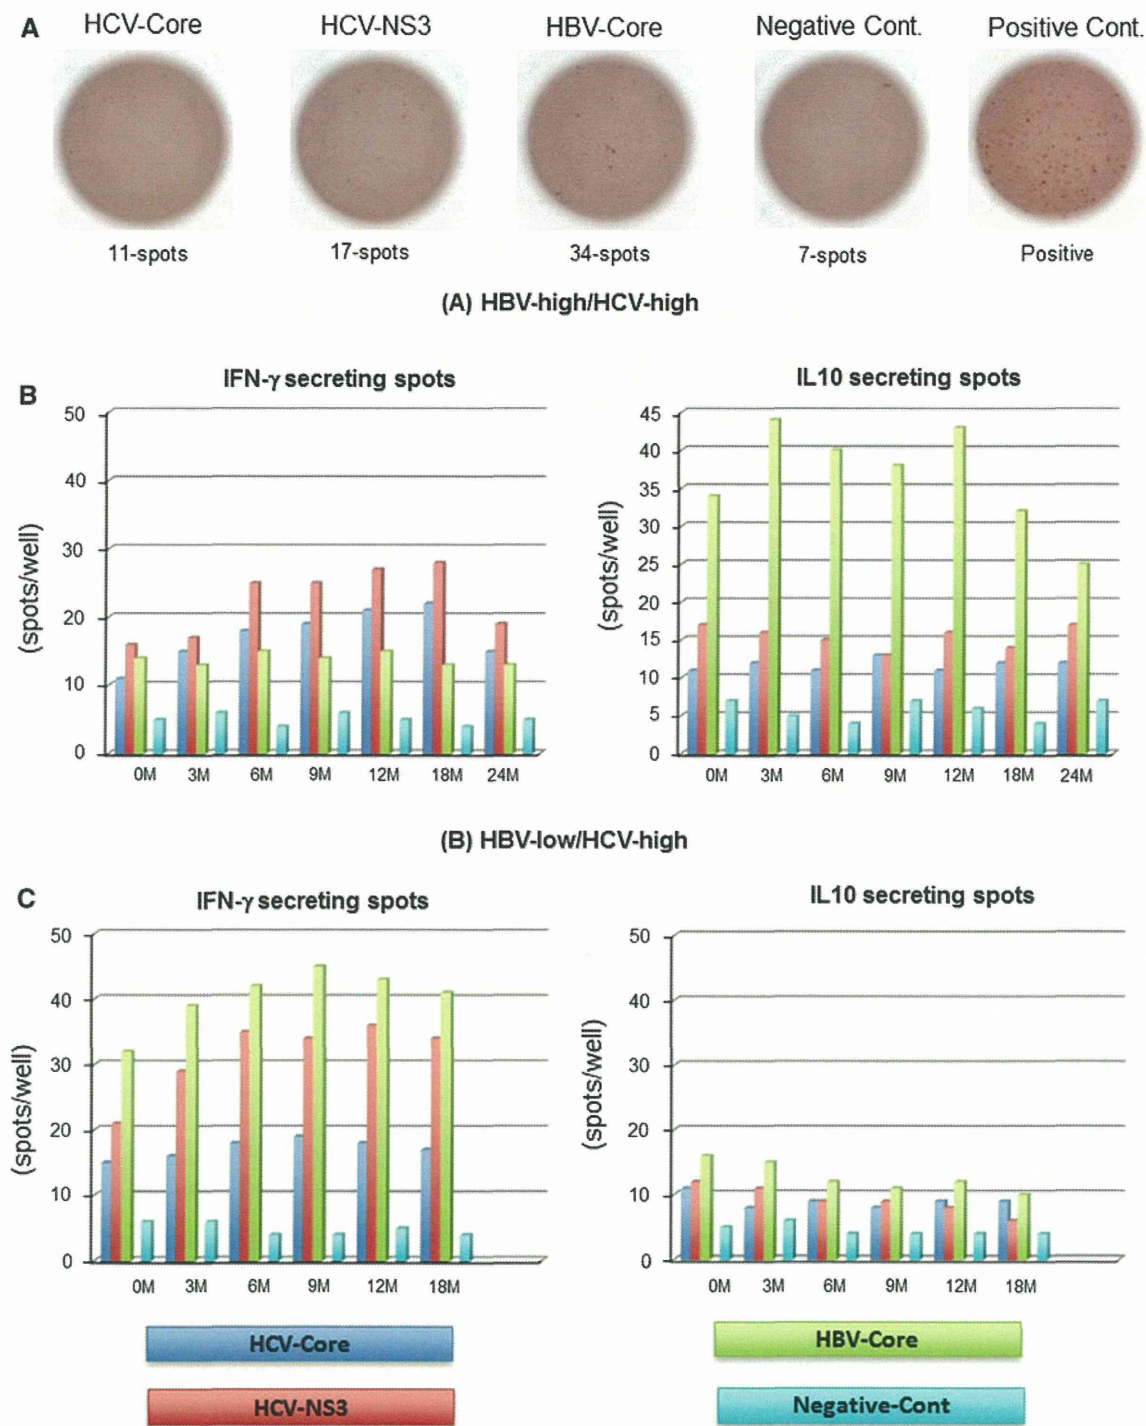 A
HCV-Core HCV-NS3 HBV-Core Negative Cont. Positive Cont.
11-spots 17-spots 34-spots 7-spots Positive
(A) HBV-high/HCV-high
B
IFN-γ secreting spots
(spots/well)
50
40
30
20
10
0
0M 3M 6M 9M 12M 18M 24M
IL10 secreting spots
(spots/well)
45
40
35
30
25
20
15
10
5
0
0M 3M 6M 9M 12M 18M 24M
(B) HBV-low/HCV-high
C
IFN-γ secreting spots
(spots/well)
50
40
30
20
10
0
0M 3M 6M 9M 12M 18M
IL10 secreting spots
(spots/well)
50
40
30
20
10
0
0M 3M 6M 9M 12M 18M
HCV-Core
HBV-Core
HCV-NS3
Negative-Cont